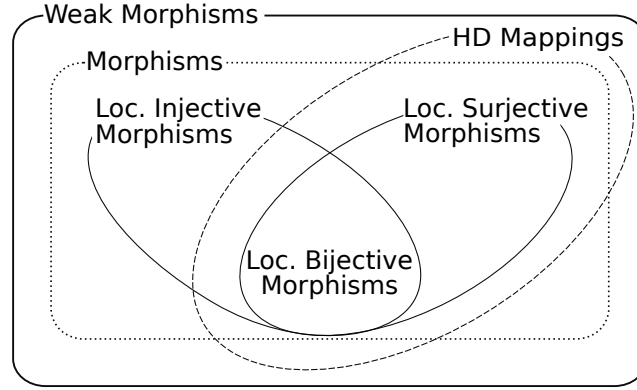 Weak Morphisms
HD Mappings
Morphisms
Loc. Injective
Morphisms
Loc. Surjective
Morphisms
Loc. Bijective
Morphisms